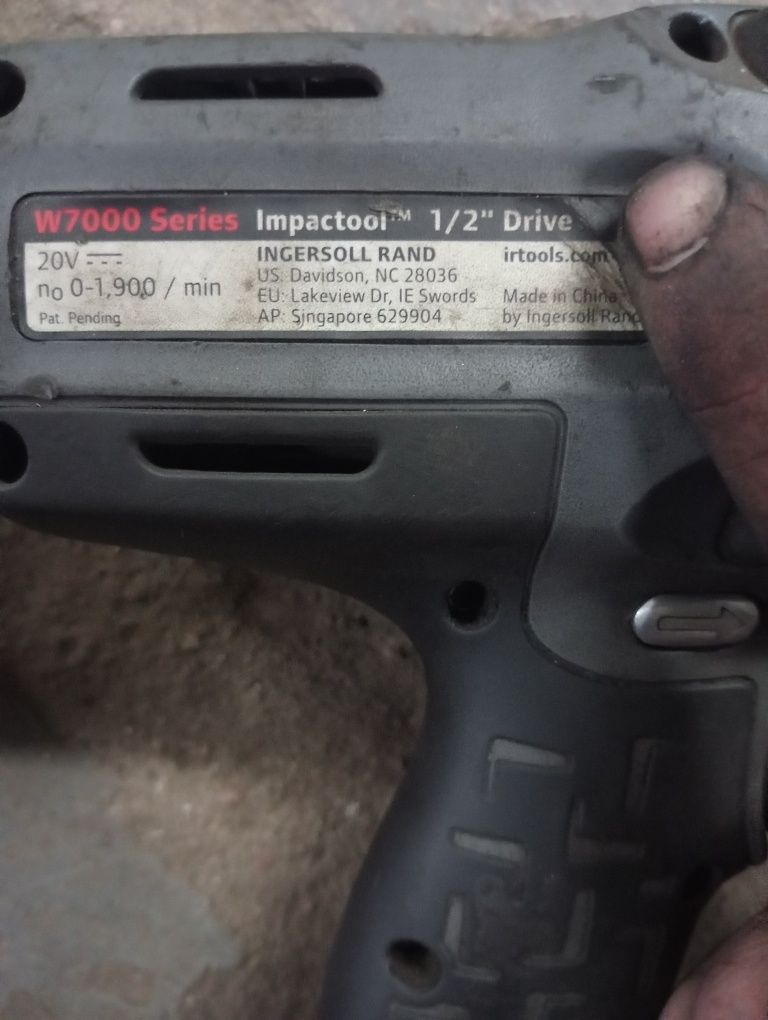 W7000 Series Impactool™ 1/2" Drive
20V
n₀ 0-1,900 / min
Pat. Pending
INGERSOLL RAND
US: Davidson, NC 28036
EU: Lakeview Dr, IE Swords
AP: Singapore 629904
irtools.com
Made in China
by Ingersoll Rand